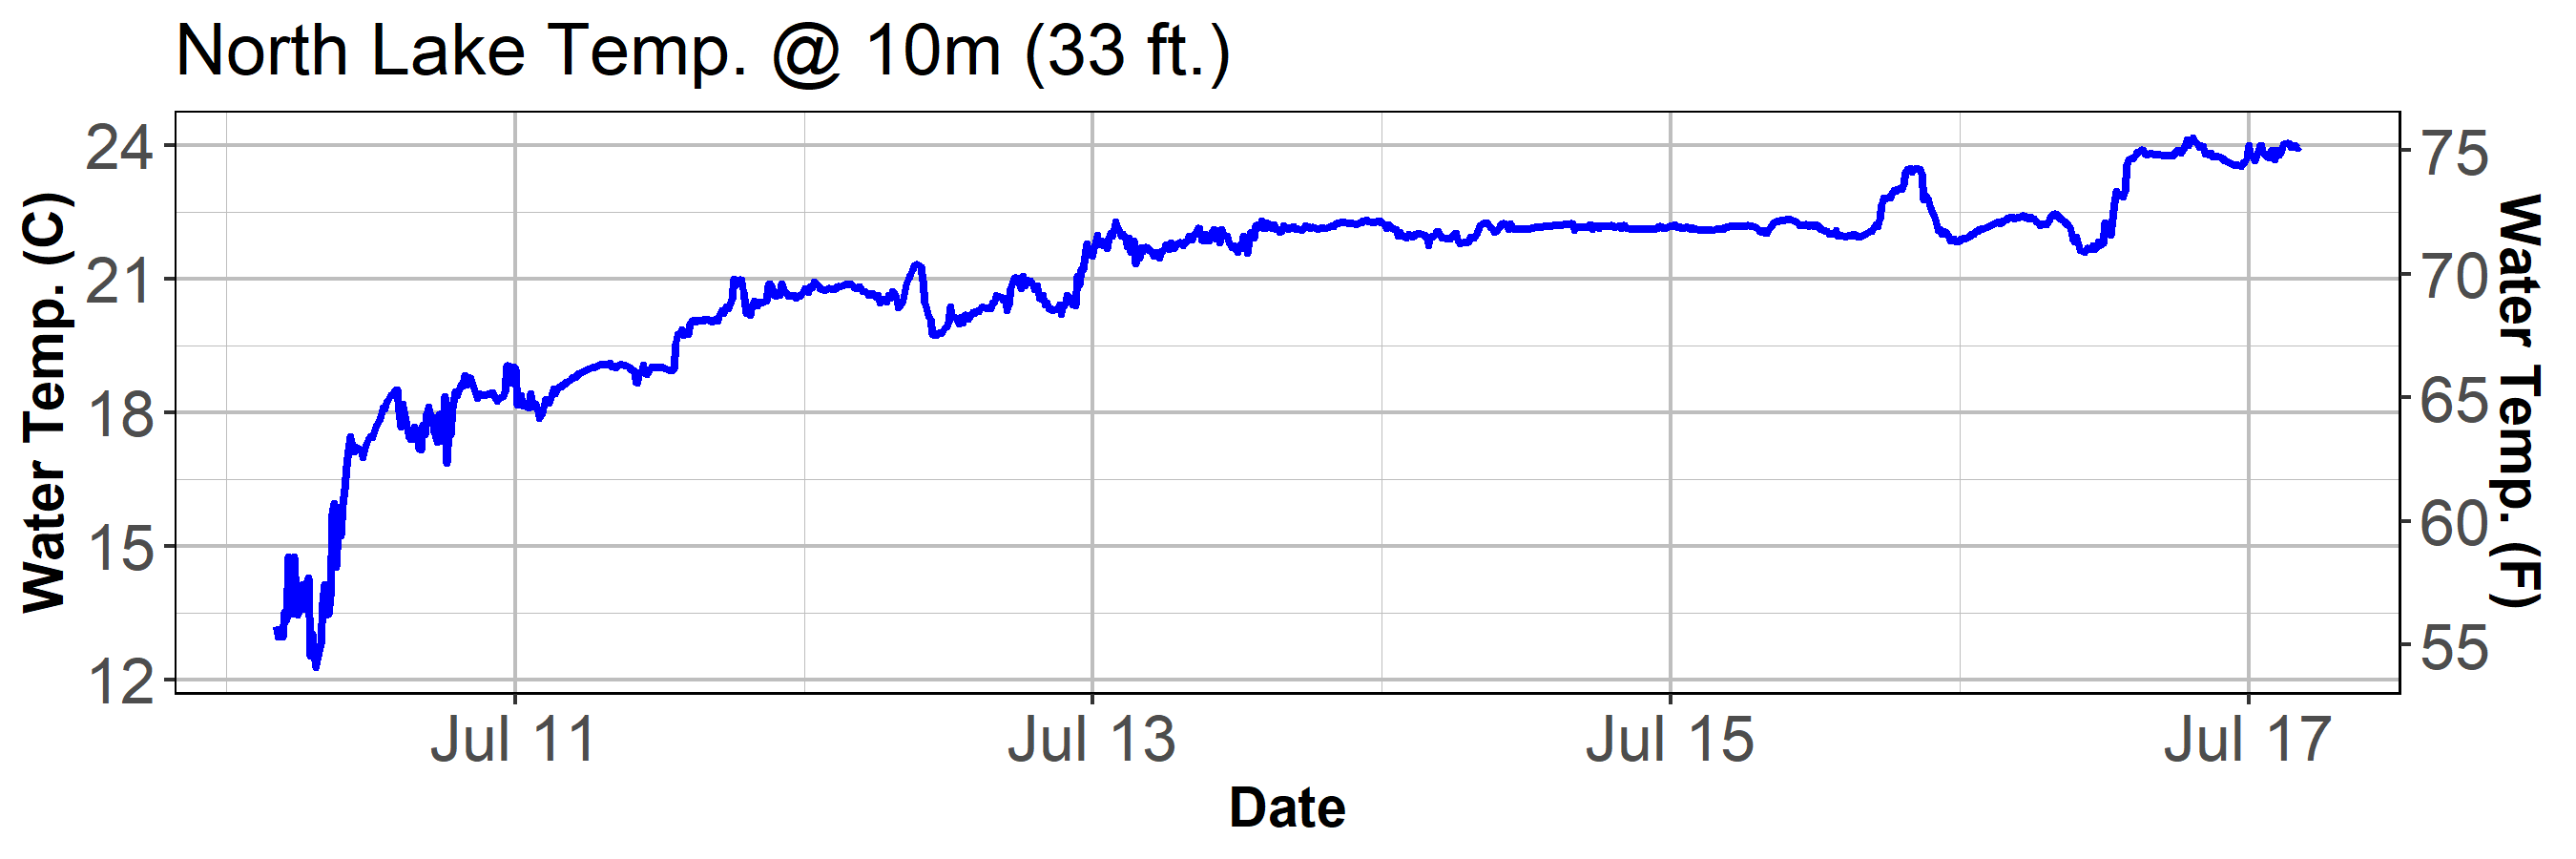 North Lake Temp. @ 10m (33 ft.)
Water Temp. (C)
24
21
18
15
12
75
70
65
60
55
Water Temp. (F)
Jul 11 Jul 13 Jul 15 Jul 17
Date